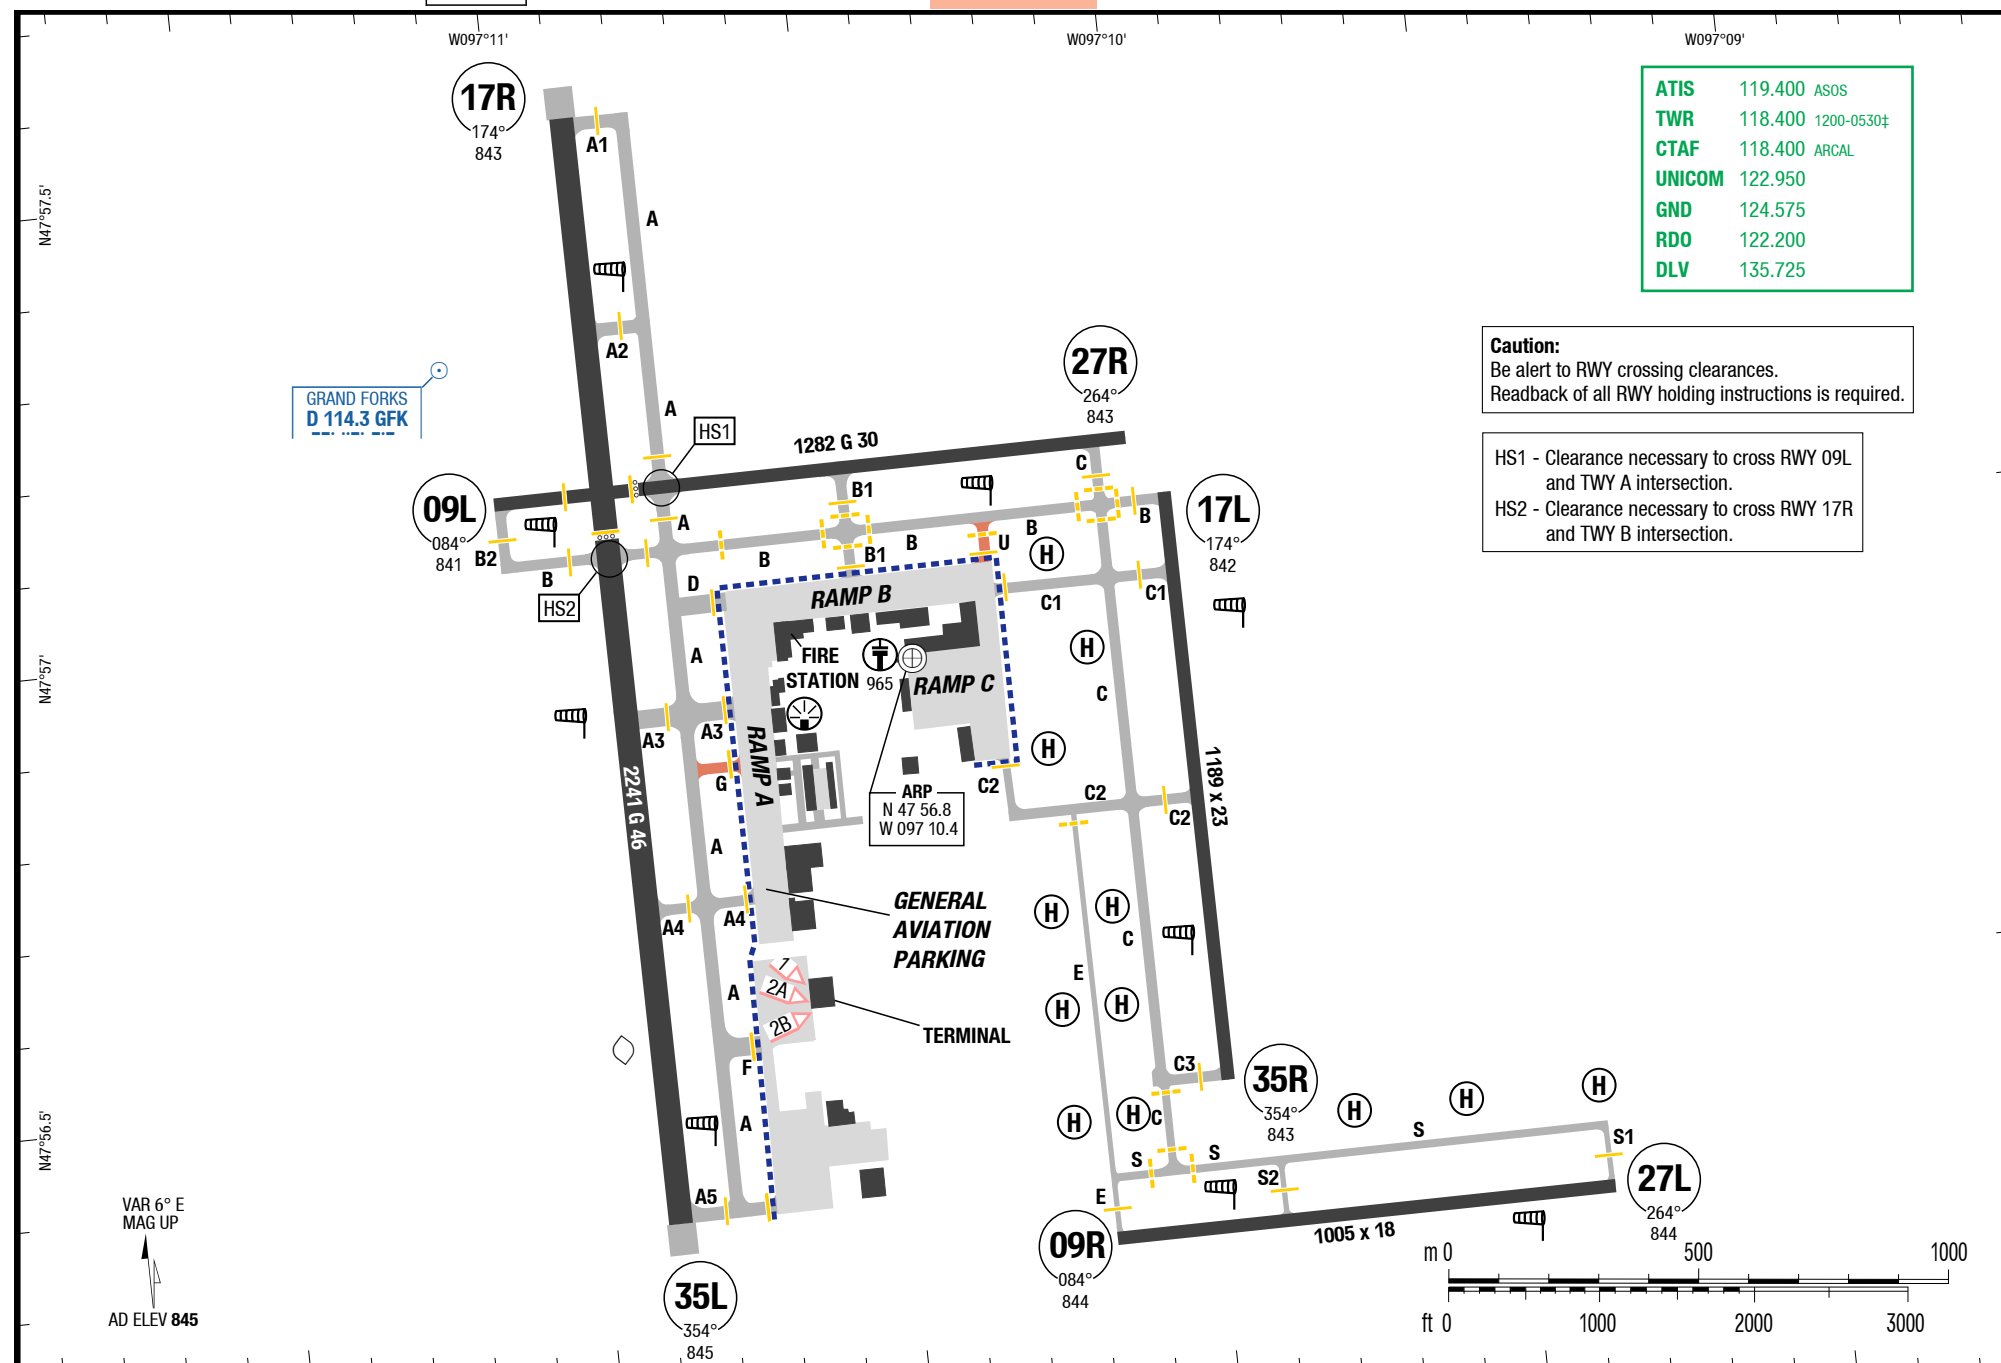 W097°11'
W097°10'
W097°09'
17R
174°
843
A1
A
N47°57.5'
A2
A
ATIS 119.400 ASOS
TWR 118.400 1200-0530‡
CTAF 118.400 ARCAL
UNICOM 122.950
GND 124.575
RDO 122.200
DLV 135.725
Caution:
Be alert to RWY crossing clearances.
Readback of all RWY holding instructions is required.
HS1 - Clearance necessary to cross RWY 09L
and TWY A intersection.
HS2 - Clearance necessary to cross RWY 17R
and TWY B intersection.
GRAND FORKS
D 114.3 GFK
27R
264°
843
HS1
1282 G 30
C
B1
09L
084°
841
B2
B
HS2
A
B
B1
B
U
B
H
B
17L
174°
842
D
RAMP B
C1
C1
A
FIRE
STATION
965
RAMP C
H
C
N47°57'
A3
A3
RAMP A
G
H
C2
C2
C2
2241 G 46
1189 x 23
ARP
N 47 56.8
W 097 10.4
A
A4
A4
GENERAL
AVIATION
PARKING
H
H
C
E
A
1
2A
2B
H
H
TERMINAL
F
C3
35R
354°
843
H
H
C
H
H
H
N47°56.5'
A
S
S
S
S1
S2
A5
E
27L
264°
844
09R
084°
844
1005 x 18
35L
354°
845
VAR 6° E
MAG UP
AD ELEV 845
m 0 500 1000
ft 0 1000 2000 3000